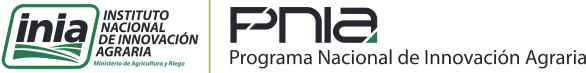 inia
INSTITUTO
NACIONAL
DE INNOVACIÓN
AGRARIA
Ministerio de Agricultura y Riego
PNIA
Programa Nacional de Innovación Agraria